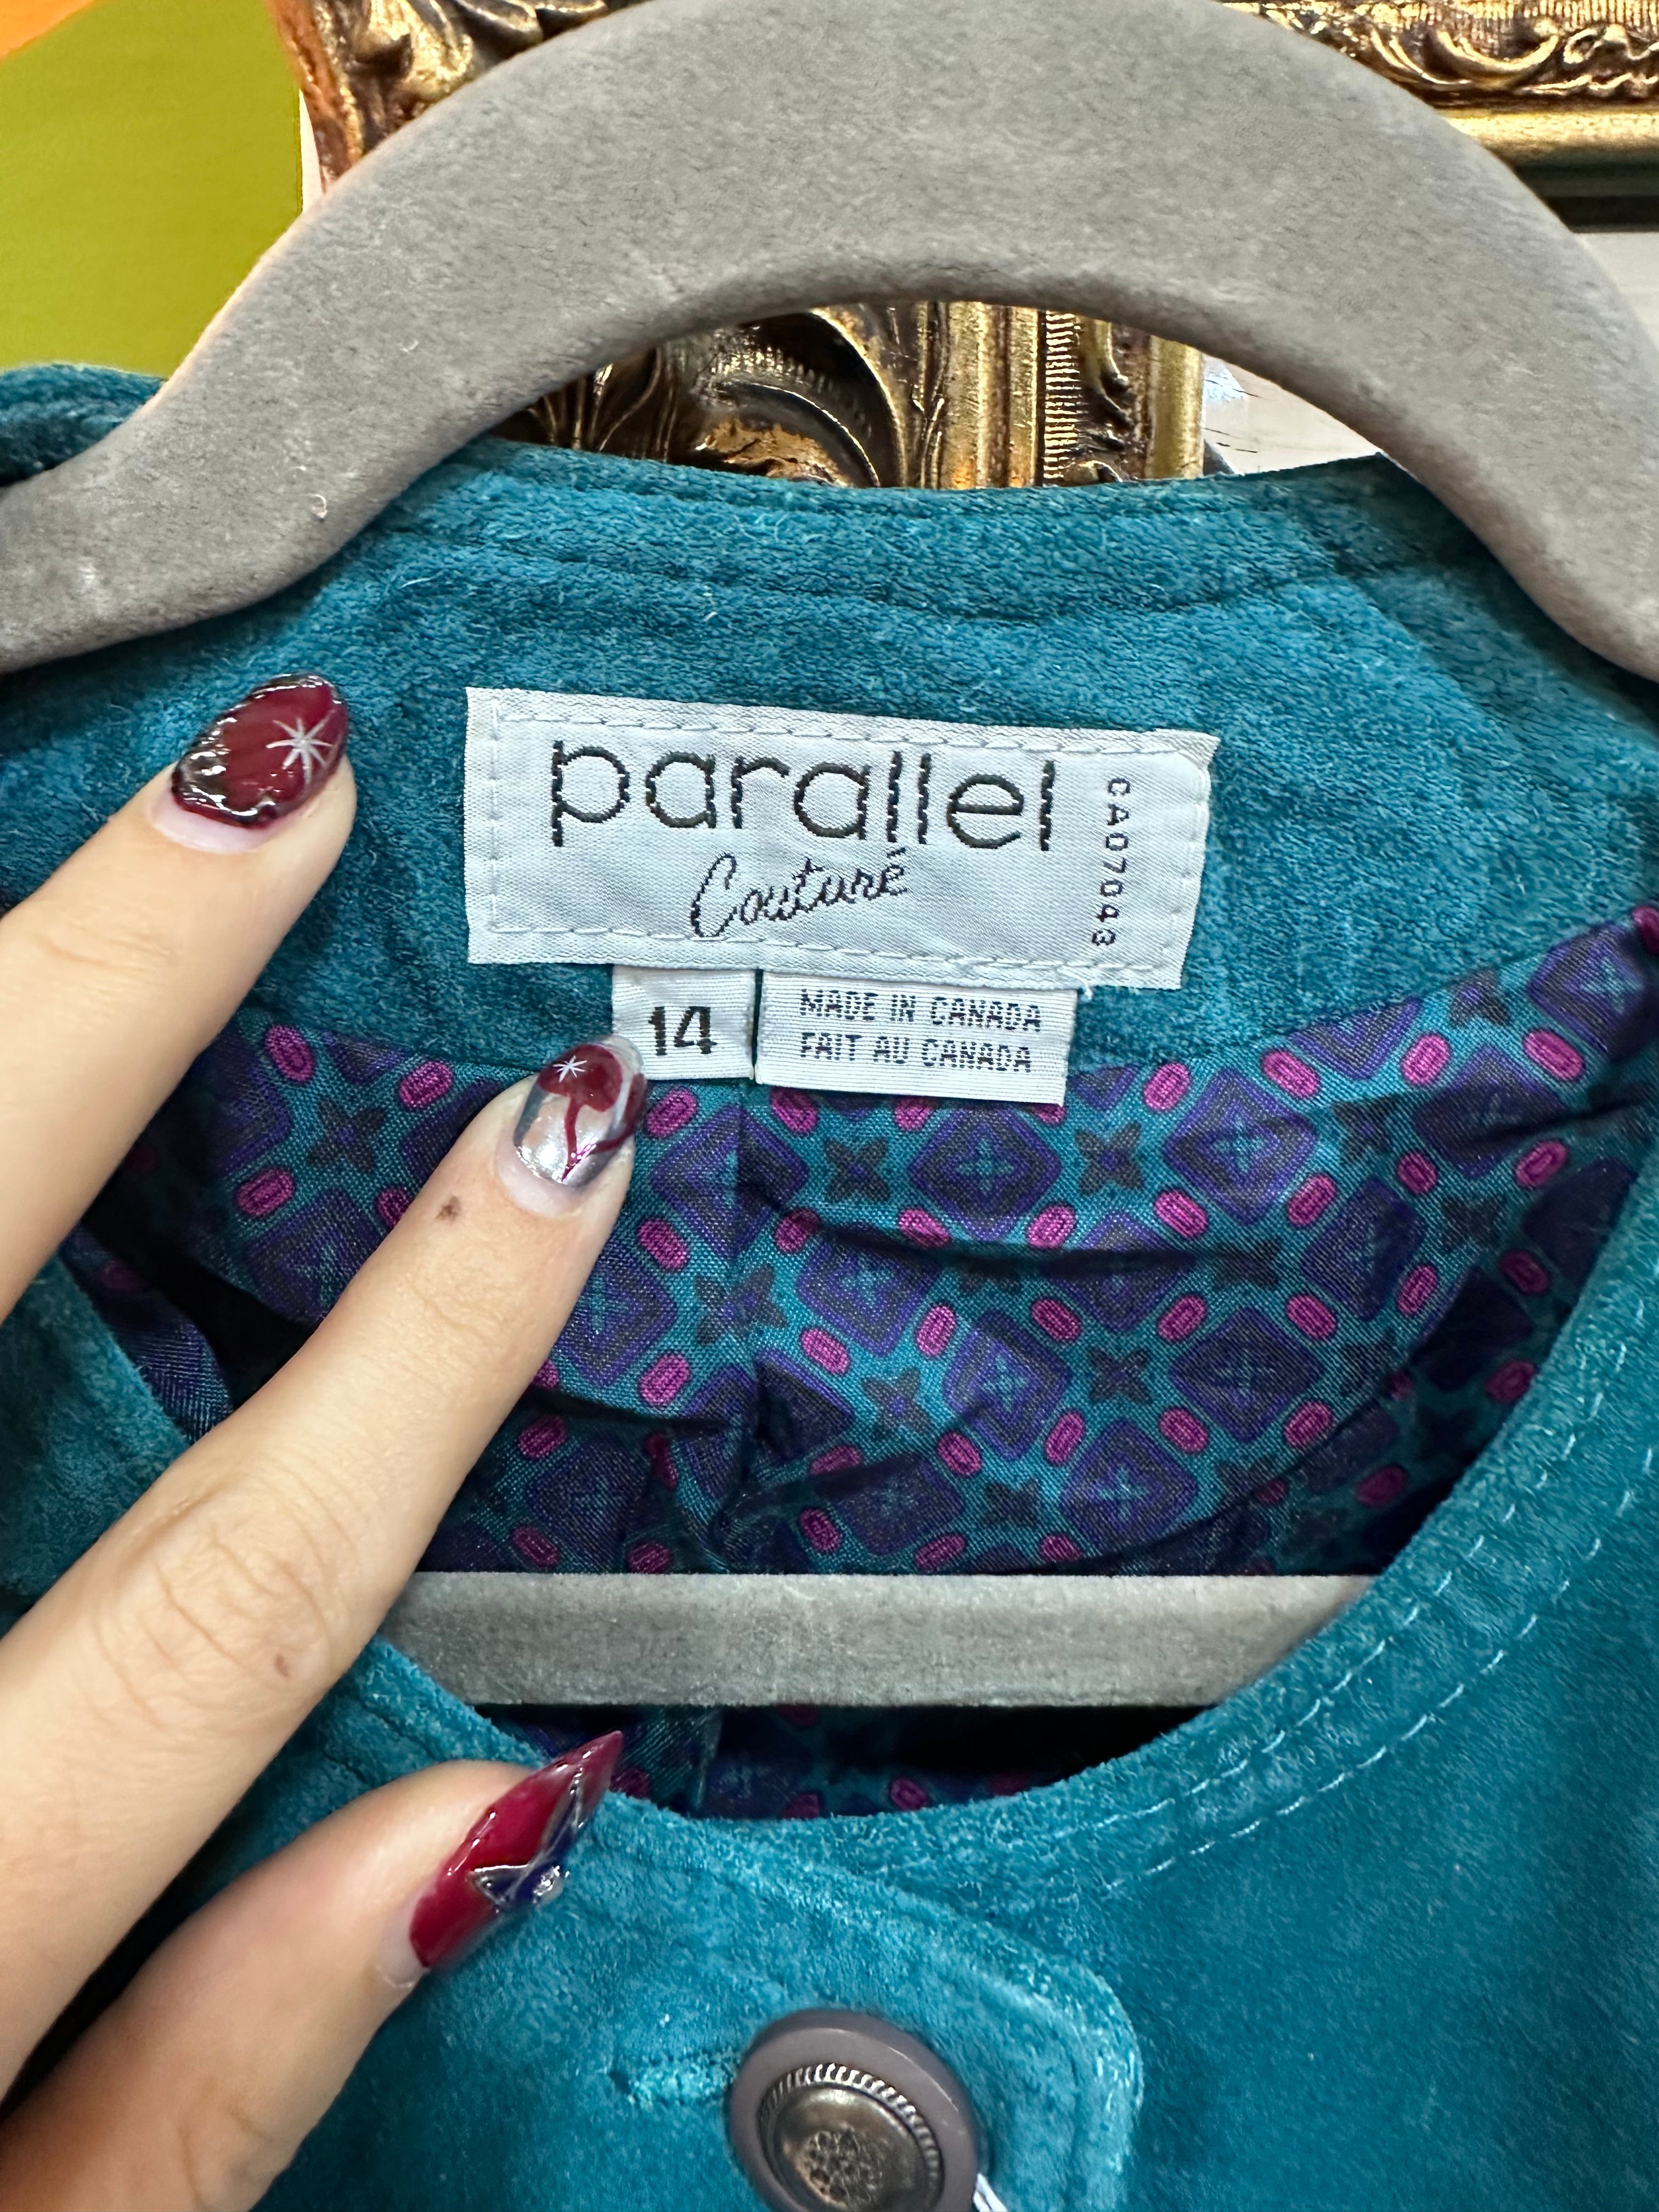 parallel
Couturé
CA07043
14
MADE IN CANADA
FAIT AU CANADA